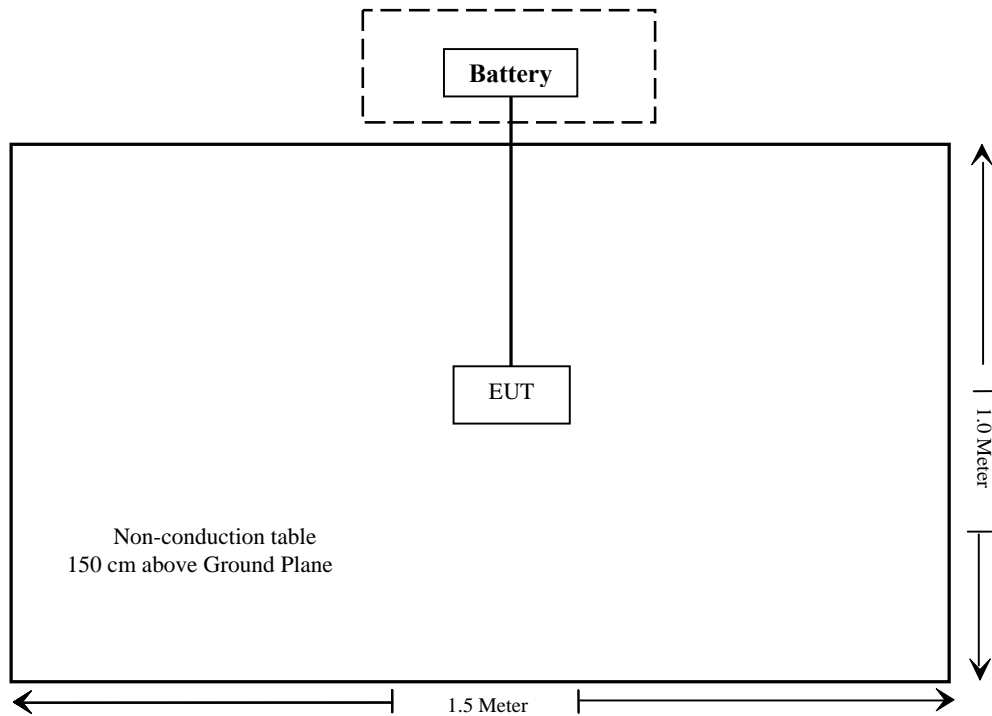 Battery
EUT
1.0 Meter
Non-conduction table
150 cm above Ground Plane
1.5 Meter